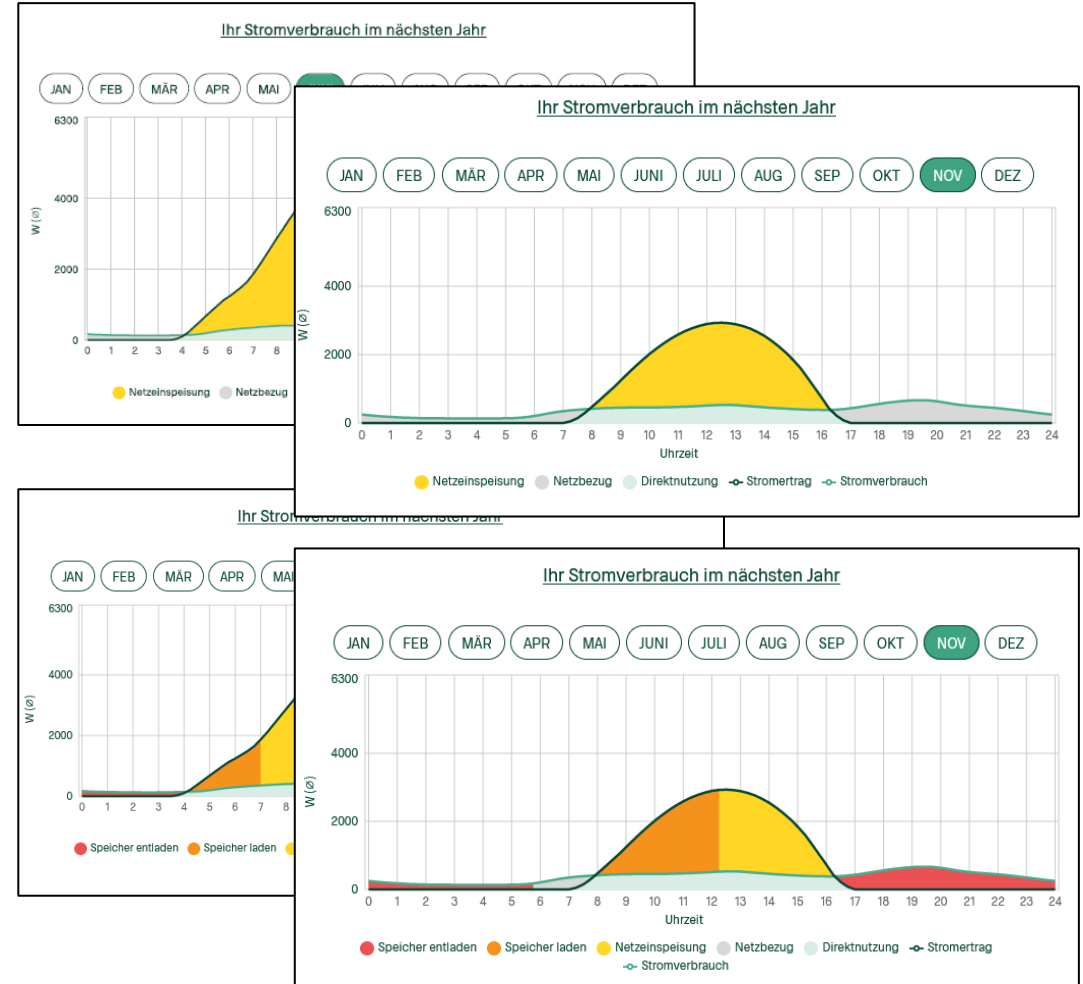 Ihr Stromverbrauch im nächsten Jahr
JAN FEB MÄR APR MAI
6300
4000
2000
0
W (Ø)
0 1 2 3 4 5 6 7 8
Netzeinspeisung Netzbezug
Ihr Stromverbrauch im nächsten Jahr
JAN FEB MÄR APR MAI JUNI JULI AUG SEP OKT NOV DEZ
6300
4000
2000
0
W (Ø)
0 1 2 3 4 5 6 7 8 9 10 11 12 13 14 15 16 17 18 19 20 21 22 23 24
Uhrzeit
Netzeinspeisung Netzbezug Direktnutzung Stromertrag Stromverbrauch
Ihr Stromverbrauch im nächsten Jahr
JAN FEB MÄR APR MAI
6300
4000
2000
0
W (Ø)
0 1 2 3 4 5 6 7 8
Speicher entladen Speicher laden
Ihr Stromverbrauch im nächsten Jahr
JAN FEB MÄR APR MAI JUNI JULI AUG SEP OKT NOV DEZ
6300
4000
2000
0
W (Ø)
0 1 2 3 4 5 6 7 8 9 10 11 12 13 14 15 16 17 18 19 20 21 22 23 24
Uhrzeit
Speicher entladen Speicher laden Netzeinspeisung Netzbezug Direktnutzung Stromertrag
Stromverbrauch